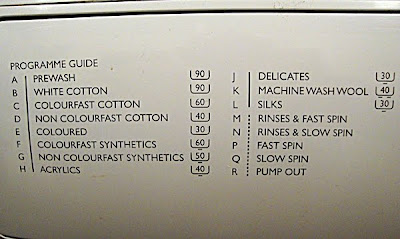 PROGRAMME GUIDE
A PREWASH 90
B WHITE COTTON 90
C COLOURFAST COTTON 60
D NON COLOURFAST COTTON 40
E COLOURED 30
F COLOURFAST SYNTHETICS 60
G NON COLOURFAST SYNTHETICS 50
H ACRYLICS 40
J DELICATES 30
K MACHINE WASH WOOL 40
L SILKS 30
M RINSES & FAST SPIN
N RINSES & SLOW SPIN
P FAST SPIN
Q SLOW SPIN
R PUMP OUT